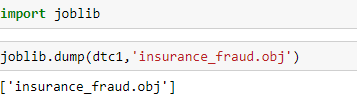 import joblib
joblib.dump(dtc1,'insurance_fraud.obj')
['insurance_fraud.obj']